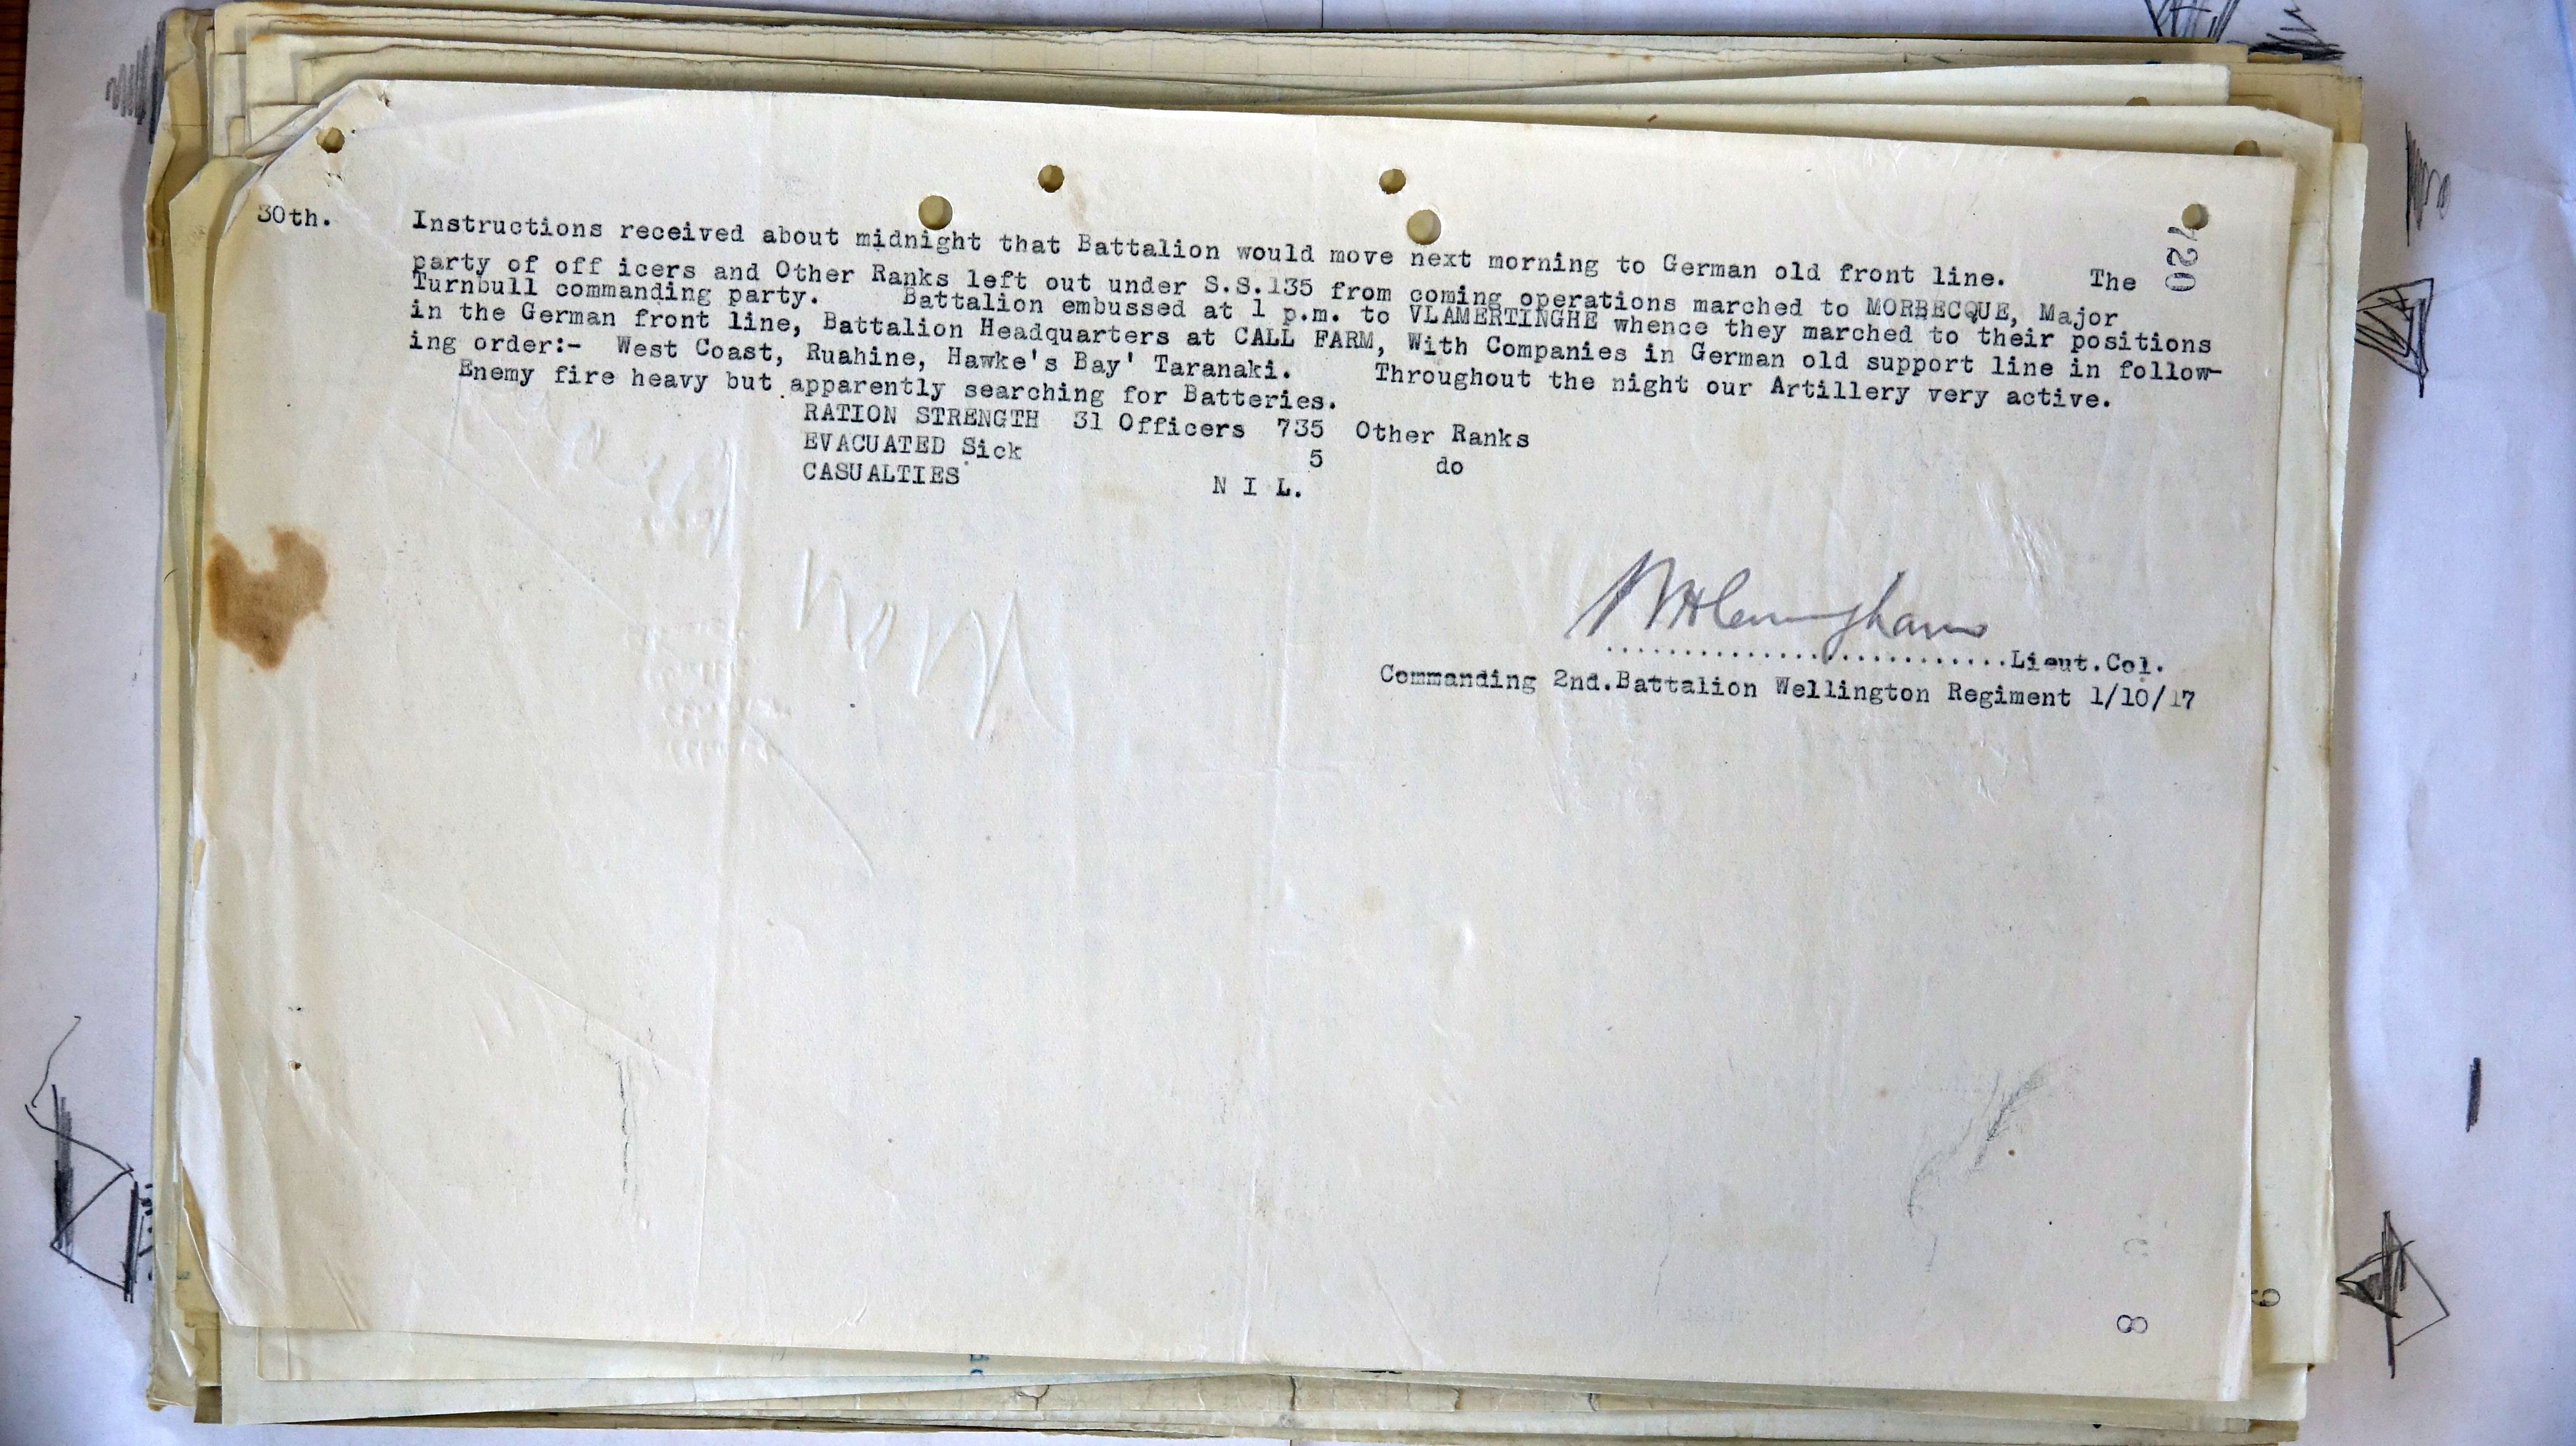 30th. Instructions received about midnight that Battalion would move next morning to German old front line. The
party of off icers and Other Ranks left out under S.S.135 from coming operations marched to MORBECQUE, Major
Turnbull commanding party. Battalion embussed at 1 p.m. to VLAMERTINGHE whence they marched to their positions
in the German front line, Battalion Headquarters at CALL FARM, With Companies in German old support line in follow-
ing order:- West Coast, Ruahine, Hawke's Bay' Taranaki. Throughout the night our Artillery very active.
Enemy fire heavy but apparently searching for Batteries.
RATION STRENGTH 31 Officers 735 Other Ranks
EVACUATED Sick 5 do
CASUALTIES N I L.
WH Cunningham
...........................Lieut.Col.
Commanding 2nd.Battalion Wellington Regiment 1/10/17
120
8
9